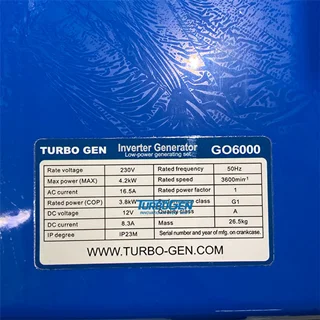 TURBO GEN Inverter Generator GO6000
Low-power generating set
Rate voltage 230V Rated frequency 50Hz
Max power (MAX) 4.2kW Rated speed 3600min⁻¹
AC current 16.5A Rated power factor 1
Rated power (COP) 3.8kW class G1
TURBOGEN
DC voltage 12V Quality class A
DC current 8.3A Mass 26.5kg
IP degree IP23M Serial number and year of mfg. on crankcase.
WWW.TURBO-GEN.COM